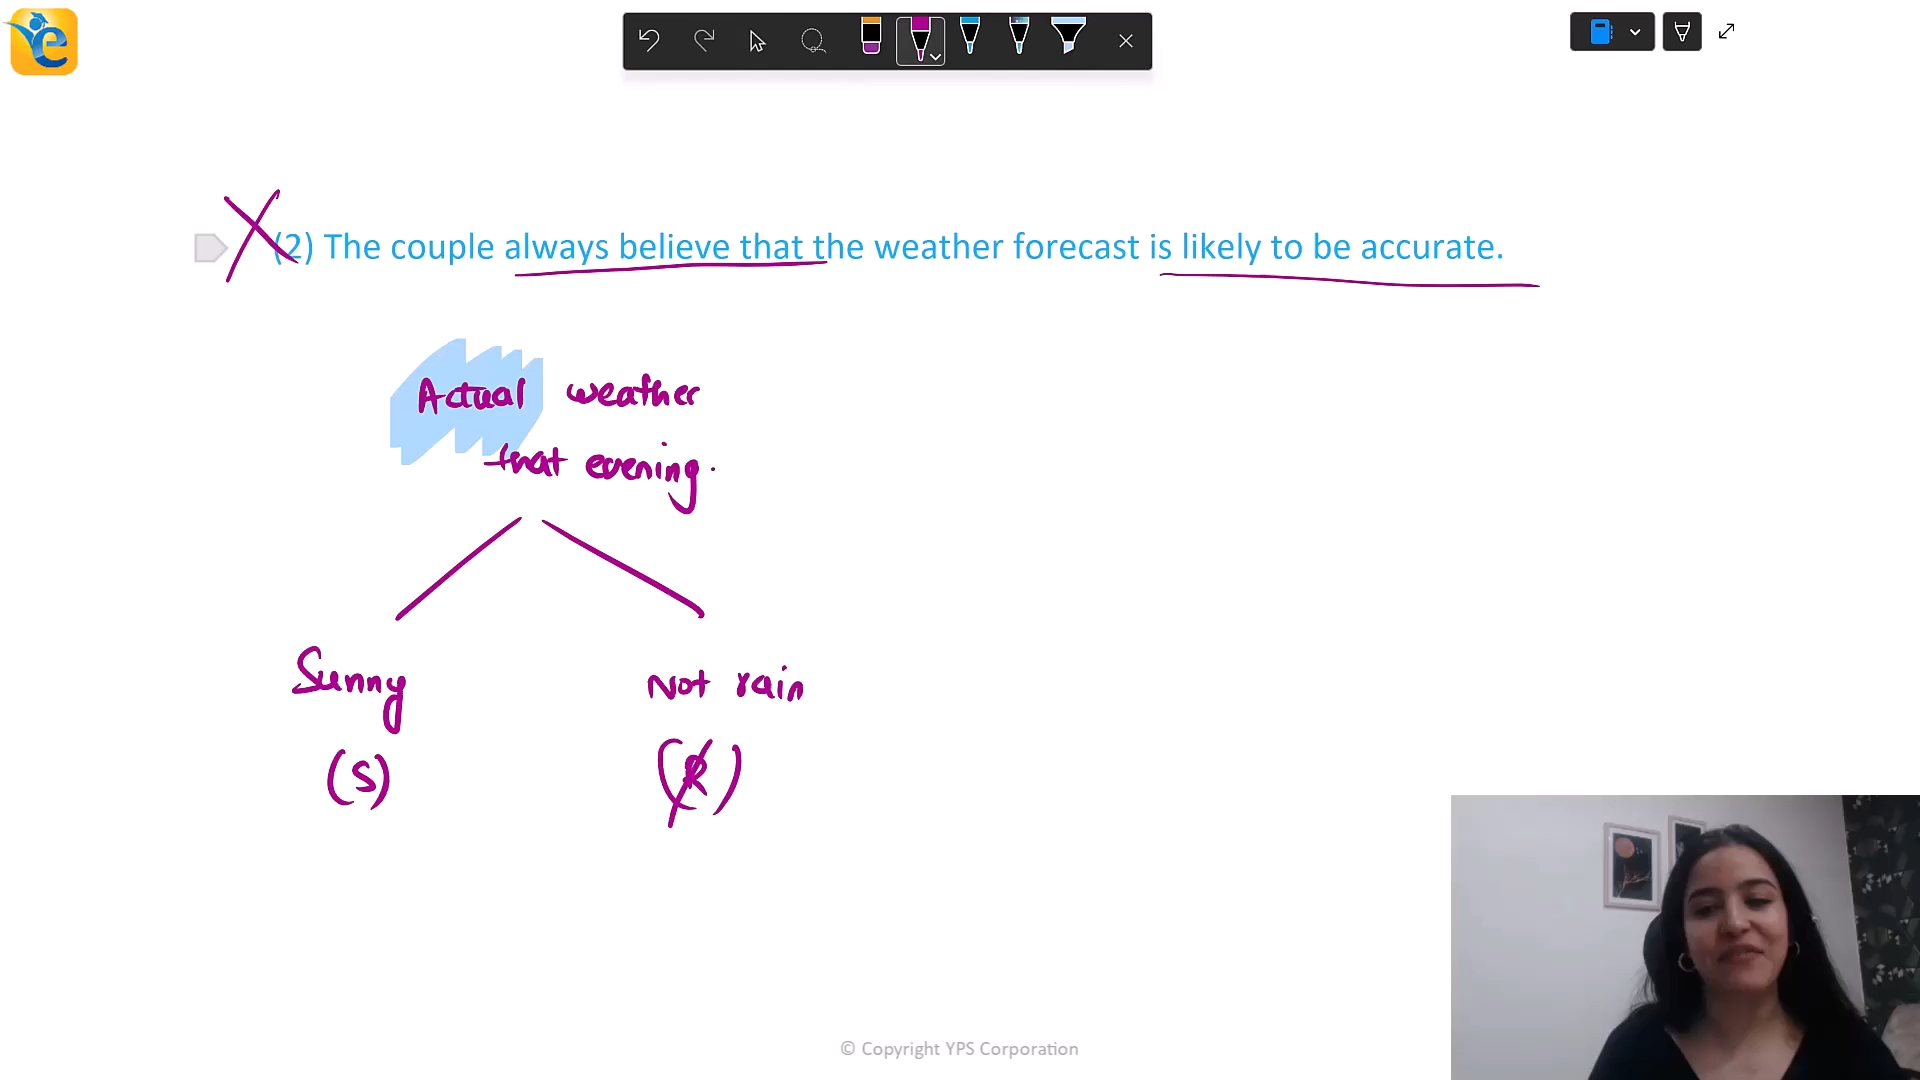 e
(2) The couple always believe that the weather forecast is likely to be accurate.
Actual weather
that evening.
Sunny
Not rain
(S)
(R)
© Copyright YPS Corporation